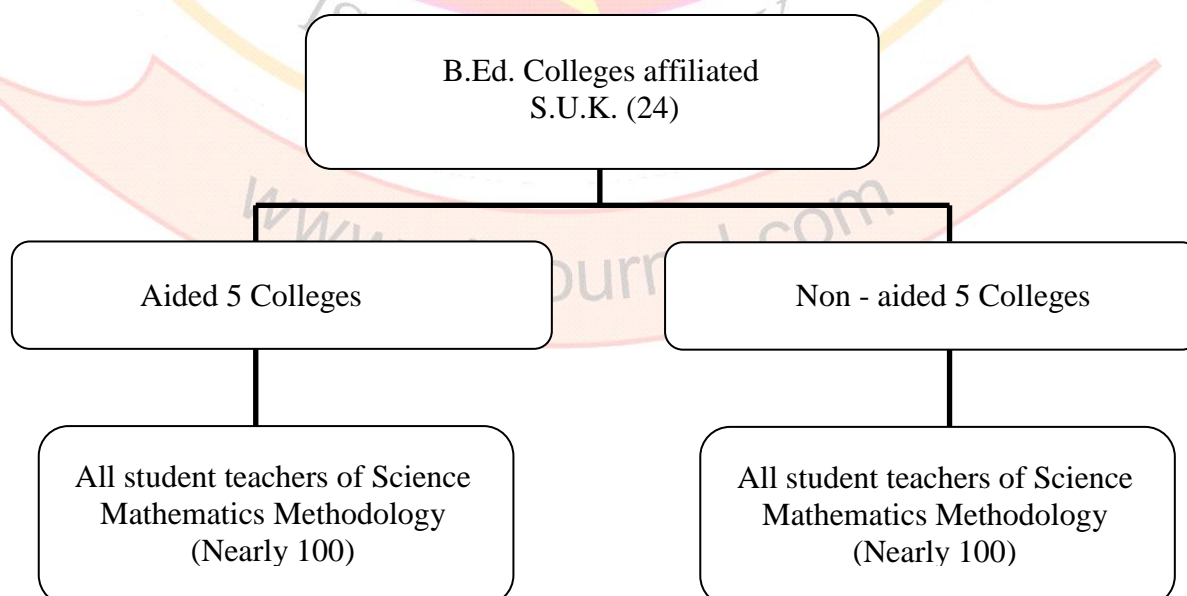 B.Ed. Colleges affiliated
S.U.K. (24)
Aided 5 Colleges
Non - aided 5 Colleges
All student teachers of Science
Mathematics Methodology
(Nearly 100)
All student teachers of Science
Mathematics Methodology
(Nearly 100)